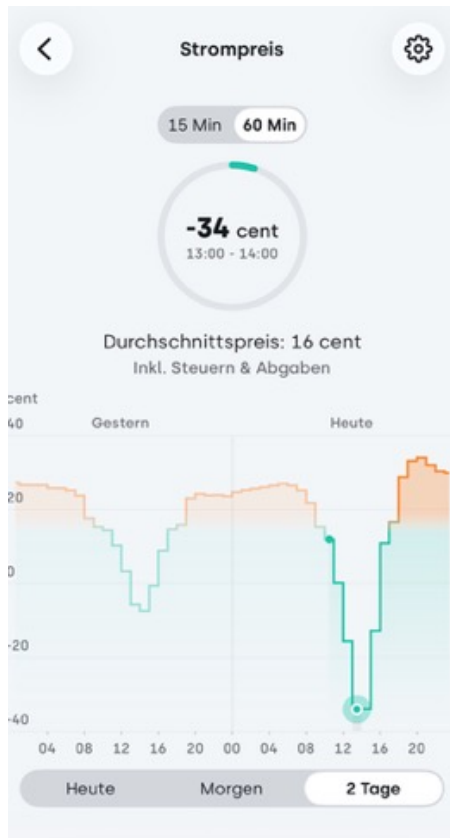 Strompreis
15 Min 60 Min
-34 cent
13:00 - 14:00
Durchschnittspreis: 16 cent
Inkl. Steuern & Abgaben
cent
40 Gestern Heute
20
0
-20
-40
04 08 12 16 20 00 04 08 12 16 20
Heute Morgen 2 Tage